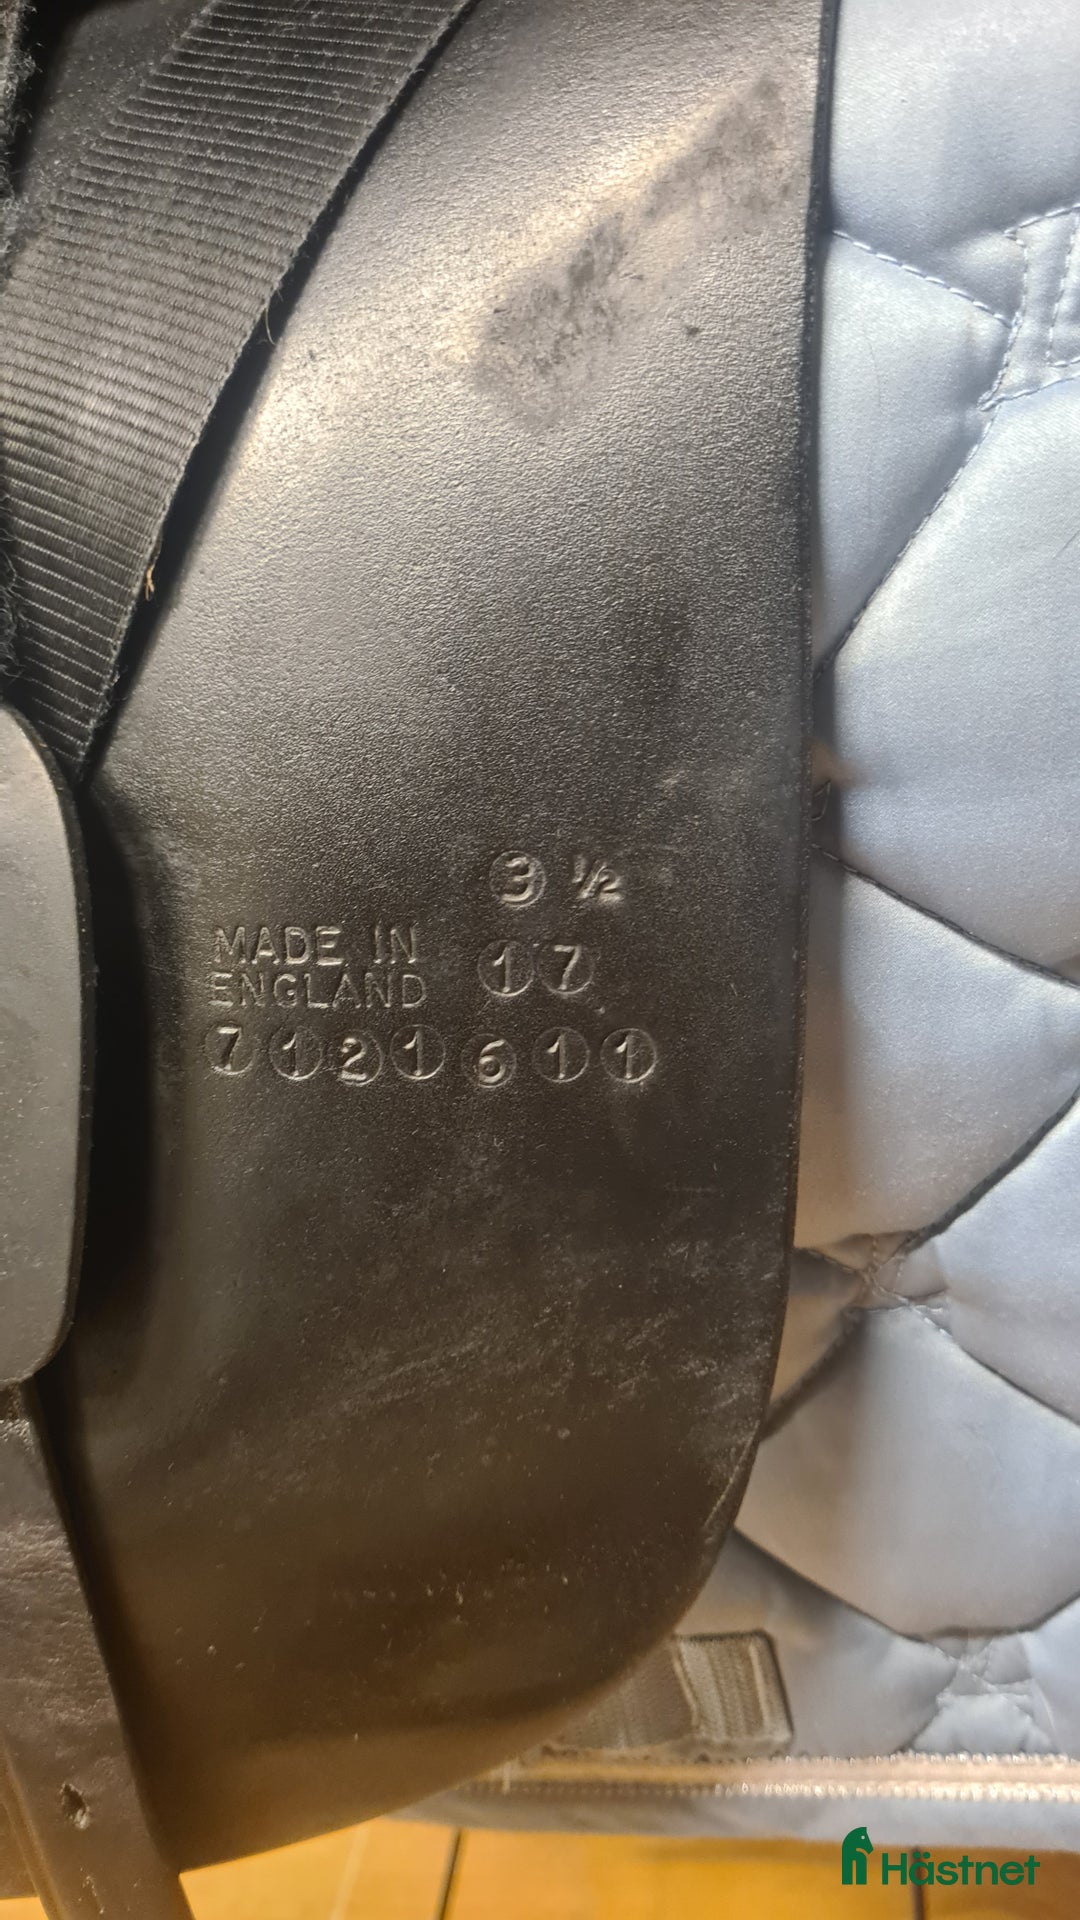 3 ½
MADE IN 17
ENGLAND
7121611
Hästnet